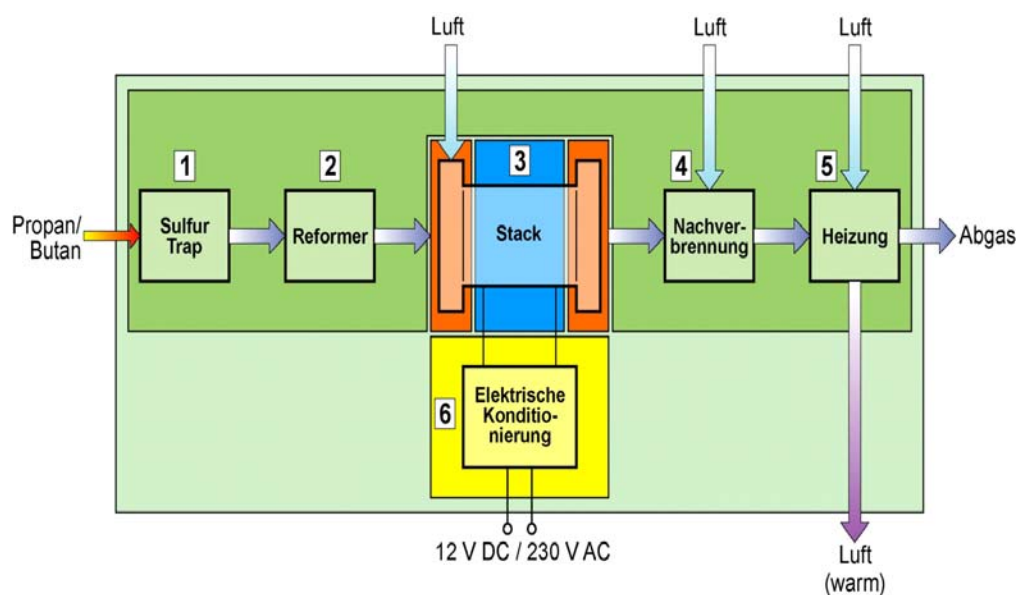 Luft
Luft
Luft
1
2
3
4
5
Propan/
Butan
Sulfur
Trap
Reformer
Stack
Nachver-
brennung
Heizung
Abgas
6
Elektrische
Konditio-
nierung
12 V DC / 230 V AC
Luft
(warm)